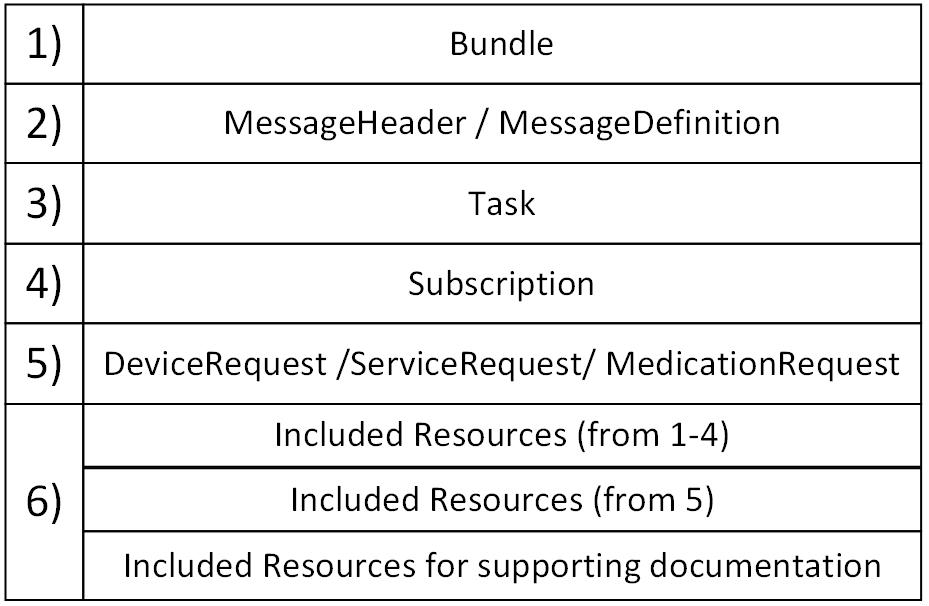 1) Bundle
2) MessageHeader / MessageDefinition
3) Task
4) Subscription
5) DeviceRequest /ServiceRequest/ MedicationRequest
6) Included Resources (from 1-4)
Included Resources (from 5)
Included Resources for supporting documentation